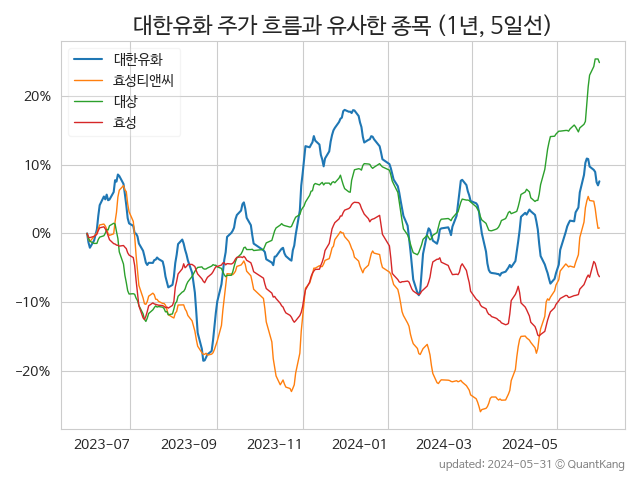 대한유화 주가 흐름과 유사한 종목 (1년, 5일선)
대한유화
효성티앤씨
대상
효성
20%
10%
0%
−10%
−20%
2023-07 2023-09 2023-11 2024-01 2024-03 2024-05
updated: 2024-05-31 © QuantKang